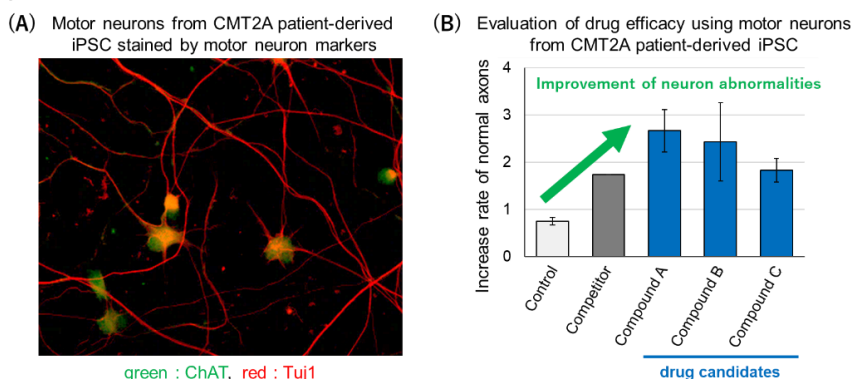 (A) Motor neurons from CMT2A patient-derived
iPSC stained by motor neuron markers
green : ChAT, red : Tuj1
(B) Evaluation of drug efficacy using motor neurons
from CMT2A patient-derived iPSC
Increase rate of normal axons
4
3
2
1
0
Improvement of neuron abnormalities
Control
Competitor
Compound A
Compound B
Compound C
drug candidates